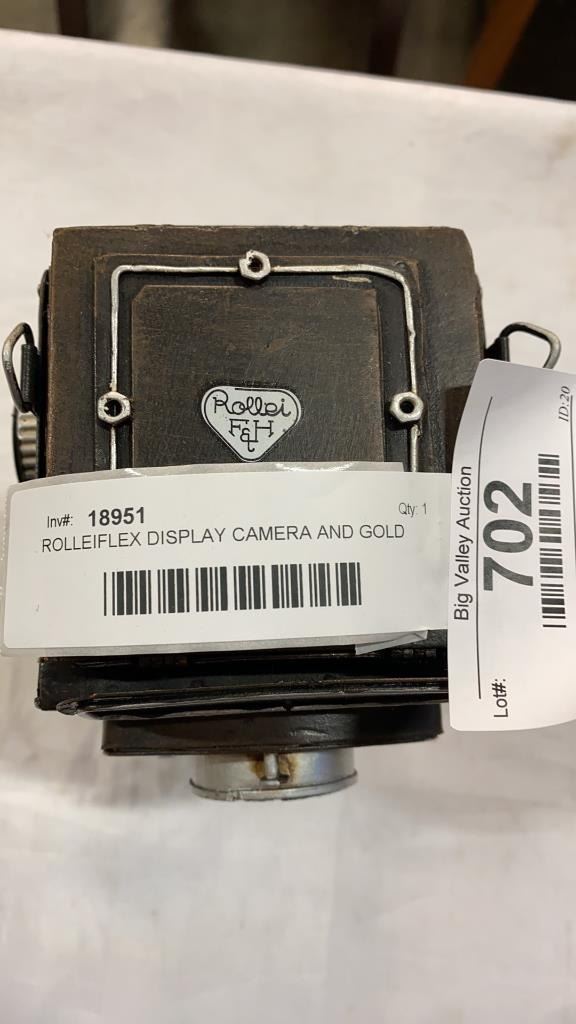 Rollei
F&H
Inv#: 18951 Qty: 1
ROLLEIFLEX DISPLAY CAMERA AND GOLD
Big Valley Auction
Lot#: 702
ID:20